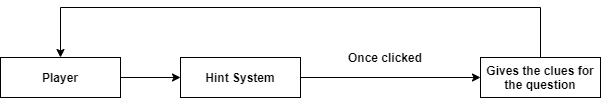 Once clicked
Player
Hint System
Gives the clues for
the question